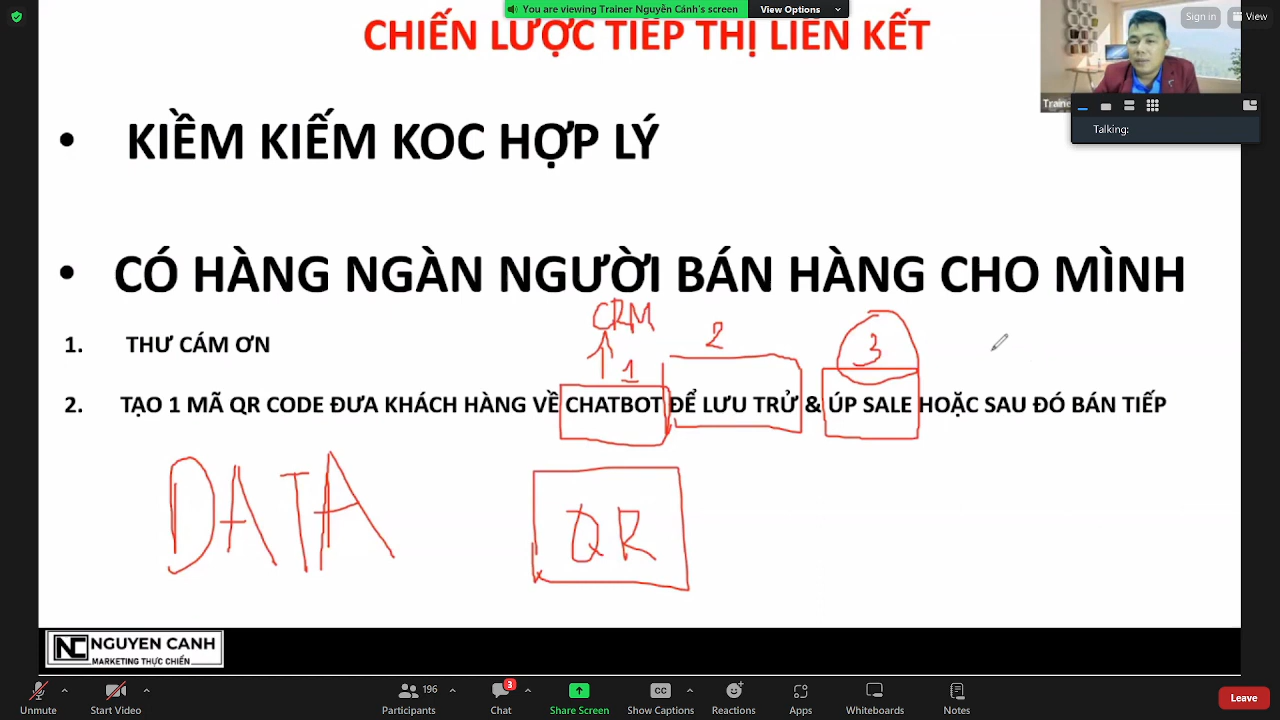 You are viewing Trainer Nguyễn Cảnh's screen View Options
Sign in View
CHIẾN LƯỢC TIẾP THỊ LIÊN KẾT
Talking:
• KIỀM KIẾM KOC HỢP LÝ
• CÓ HÀNG NGÀN NGƯỜI BÁN HÀNG CHO MÌNH
CRM
1 2 3
1. THƯ CÁM ƠN
2. TẠO 1 MÃ QR CODE ĐƯA KHÁCH HÀNG VỀ CHATBOT ĐỂ LƯU TRỬ & ÚP SALE HOẶC SAU ĐÓ BÁN TIẾP
DATA
QR
NC NGUYEN CANH
MARKETING THỰC CHIẾN
3
196
Unmute Start Video Participants Chat Share Screen Show Captions Reactions Apps Whiteboards Notes Leave